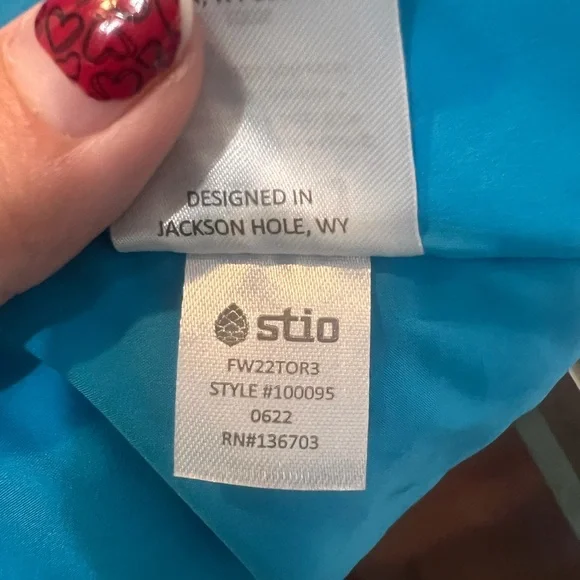 DESIGNED IN
JACKSON HOLE, WY
stio
FW22TOR3
STYLE #100095
0622
RN#136703